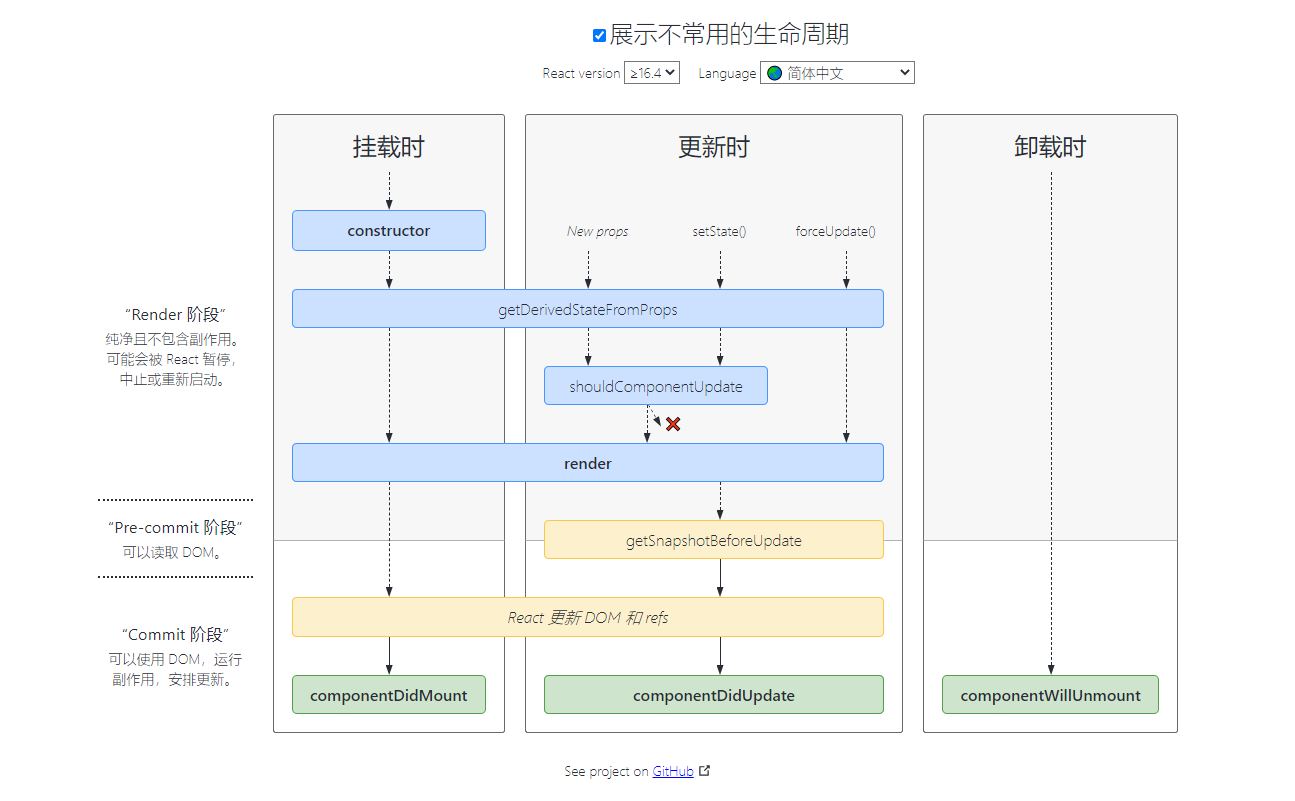 展示不常用的生命周期
React version ≥16.4 Language 简体中文
挂载时
更新时
卸载时
constructor
New props
setState()
forceUpdate()
getDerivedStateFromProps
“Render 阶段”
纯净且不包含副作用。
可能会被 React 暂停，
中止或重新启动。
shouldComponentUpdate
render
“Pre-commit 阶段”
可以读取 DOM。
getSnapshotBeforeUpdate
React 更新 DOM 和 refs
“Commit 阶段”
可以使用 DOM，运行
副作用，安排更新。
componentDidMount
componentDidUpdate
componentWillUnmount
See project on GitHub